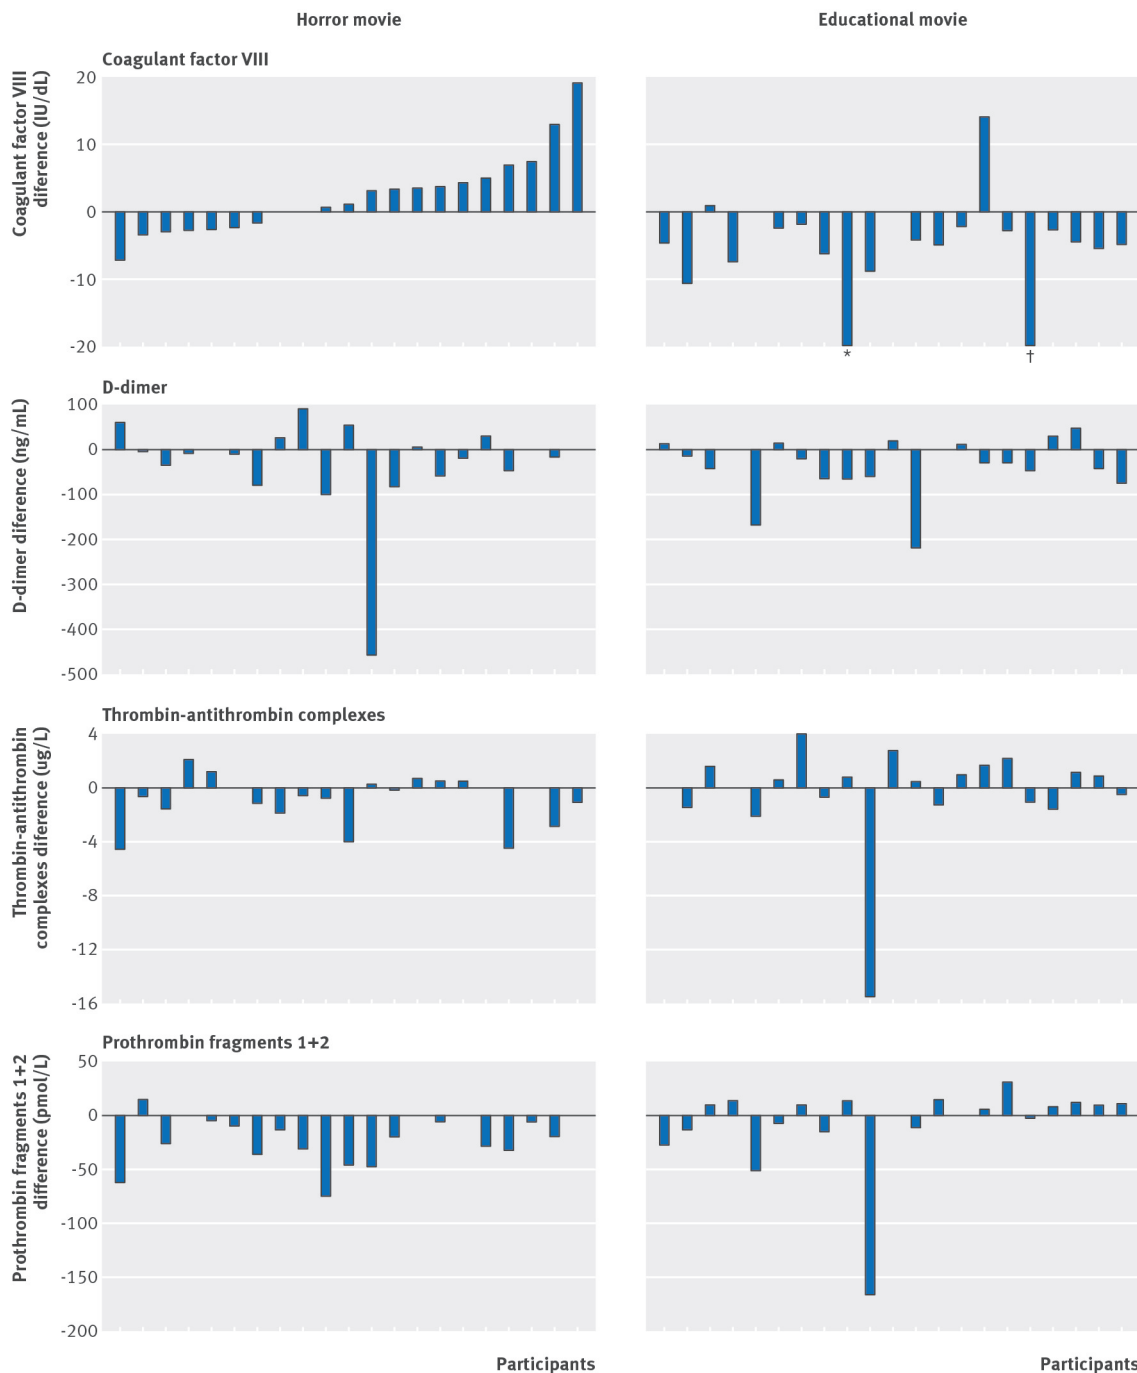 Horror movie
Educational movie
Coagulant factor VIII
Coagulant factor VIII
diference (IU/dL)
20
10
0
-10
-20
*
†
D-dimer
D-dimer diference (ng/mL)
100
0
-100
-200
-300
-400
-500
Thrombin-antithrombin complexes
Thrombin-antithrombin
complexes diference (ug/L)
4
0
-4
-8
-12
-16
Prothrombin fragments 1+2
Prothrombin fragments 1+2
difference (pmol/L)
50
0
-50
-100
-150
-200
Participants
Participants